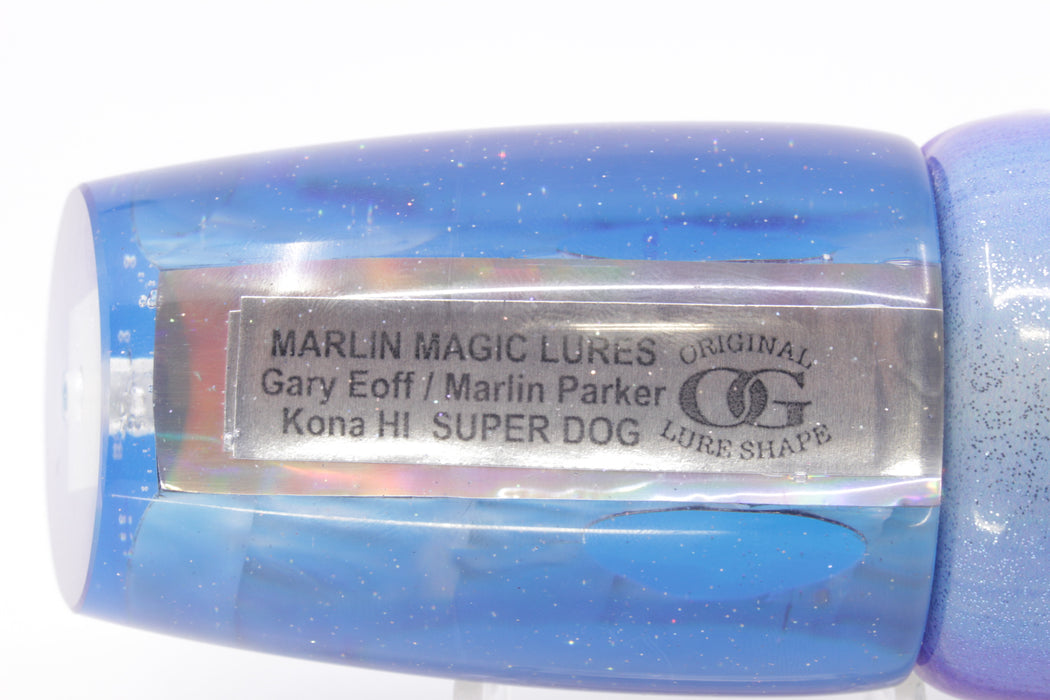 MARLIN MAGIC LURES
Gary Eoff / Marlin Parker
Kona HI SUPER DOG
ORIGINAL
OG
LURE SHAPE